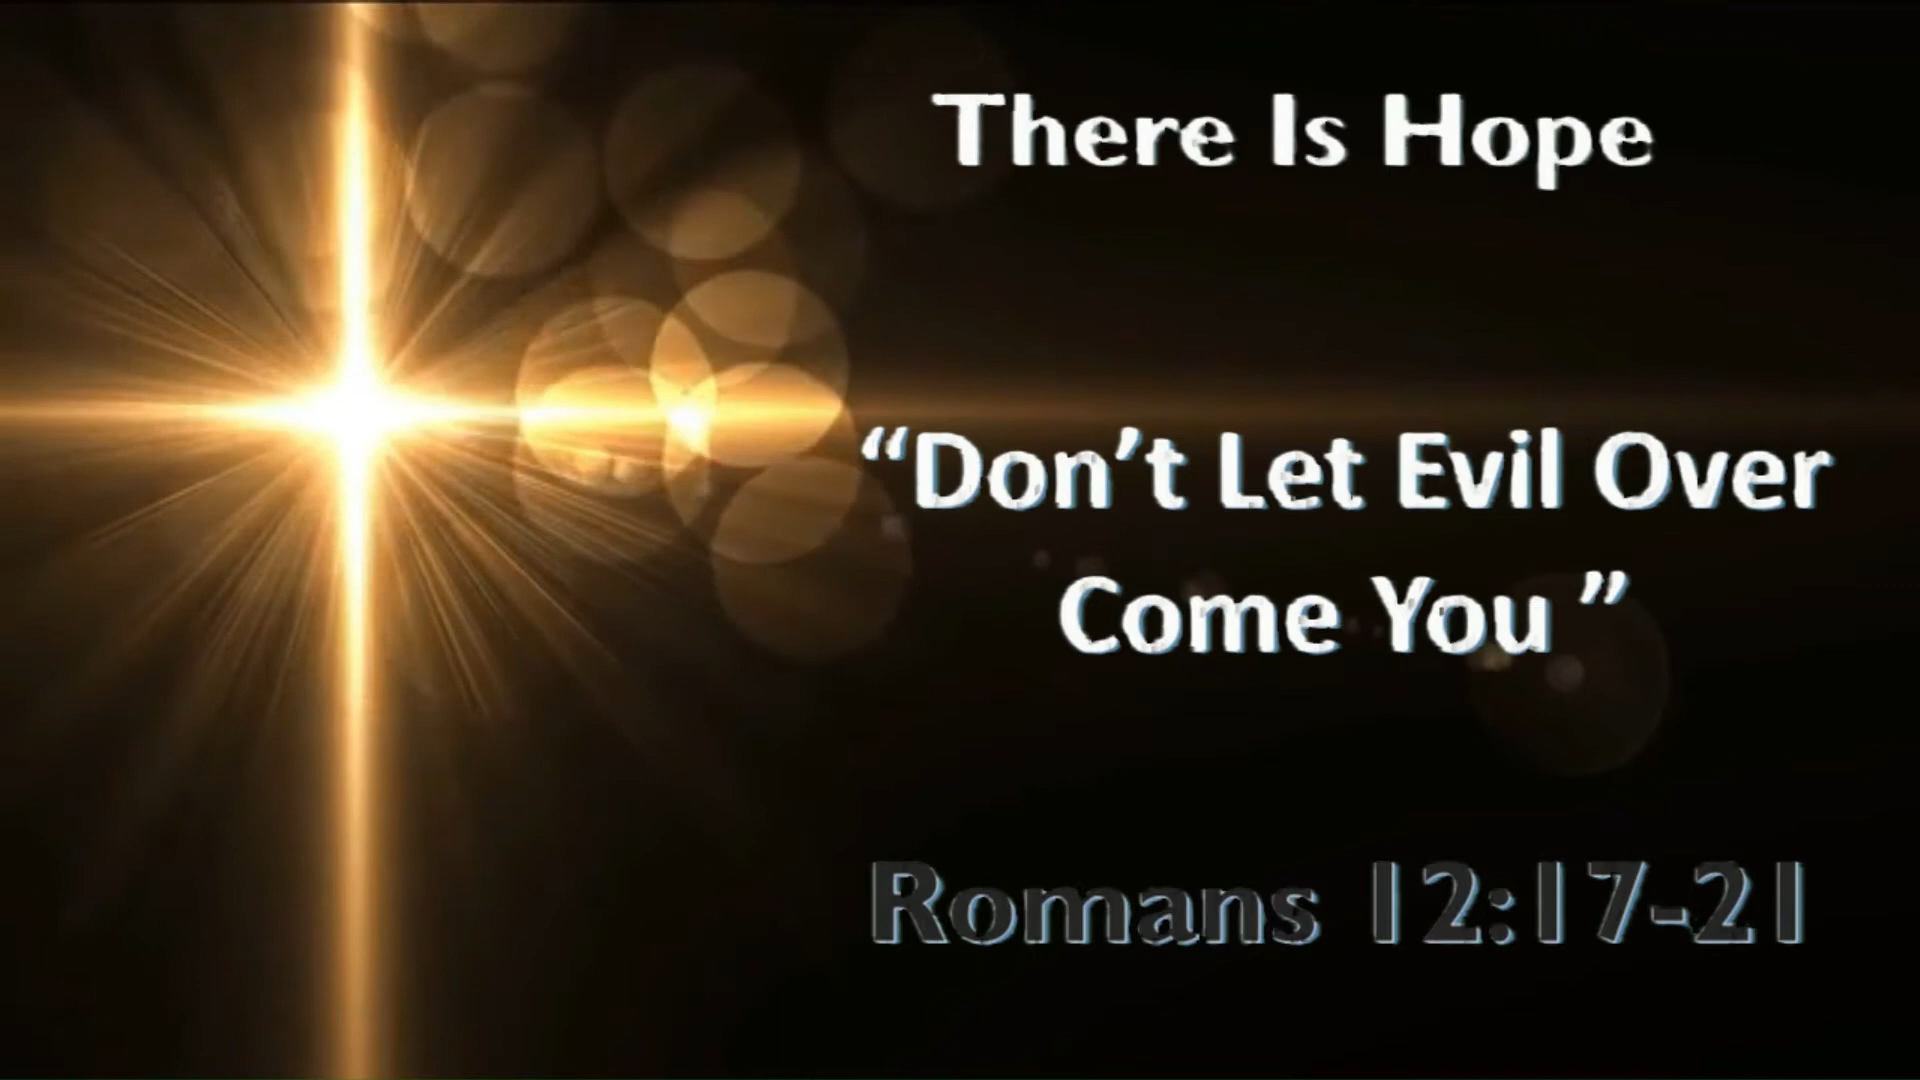 There Is Hope
“Don’t Let Evil Over
Come You ”
Romans 12:17-21